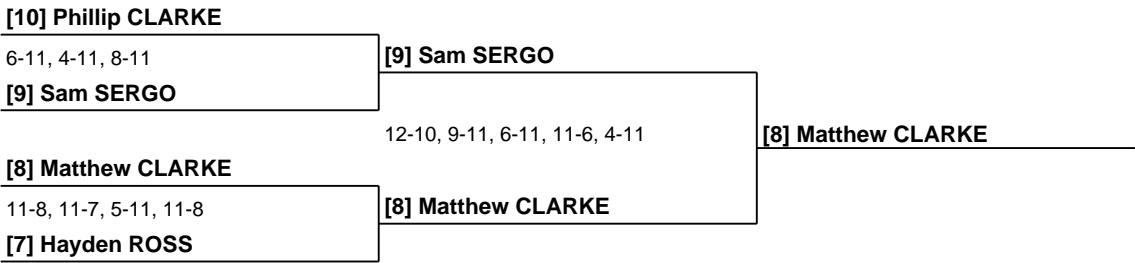 [10] Phillip CLARKE
6-11, 4-11, 8-11
[9] Sam SERGO
[9] Sam SERGO
12-10, 9-11, 6-11, 11-6, 4-11
[8] Matthew CLARKE
[8] Matthew CLARKE
11-8, 11-7, 5-11, 11-8
[8] Matthew CLARKE
[7] Hayden ROSS